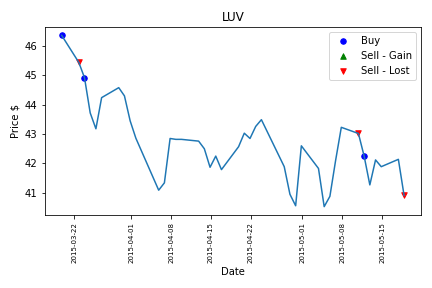 LUV
Buy
Sell - Gain
Sell - Lost
Price $
46
45
44
43
42
41
2015-03-22
2015-04-01
2015-04-08
2015-04-15
2015-04-22
2015-05-01
2015-05-08
2015-05-15
Date